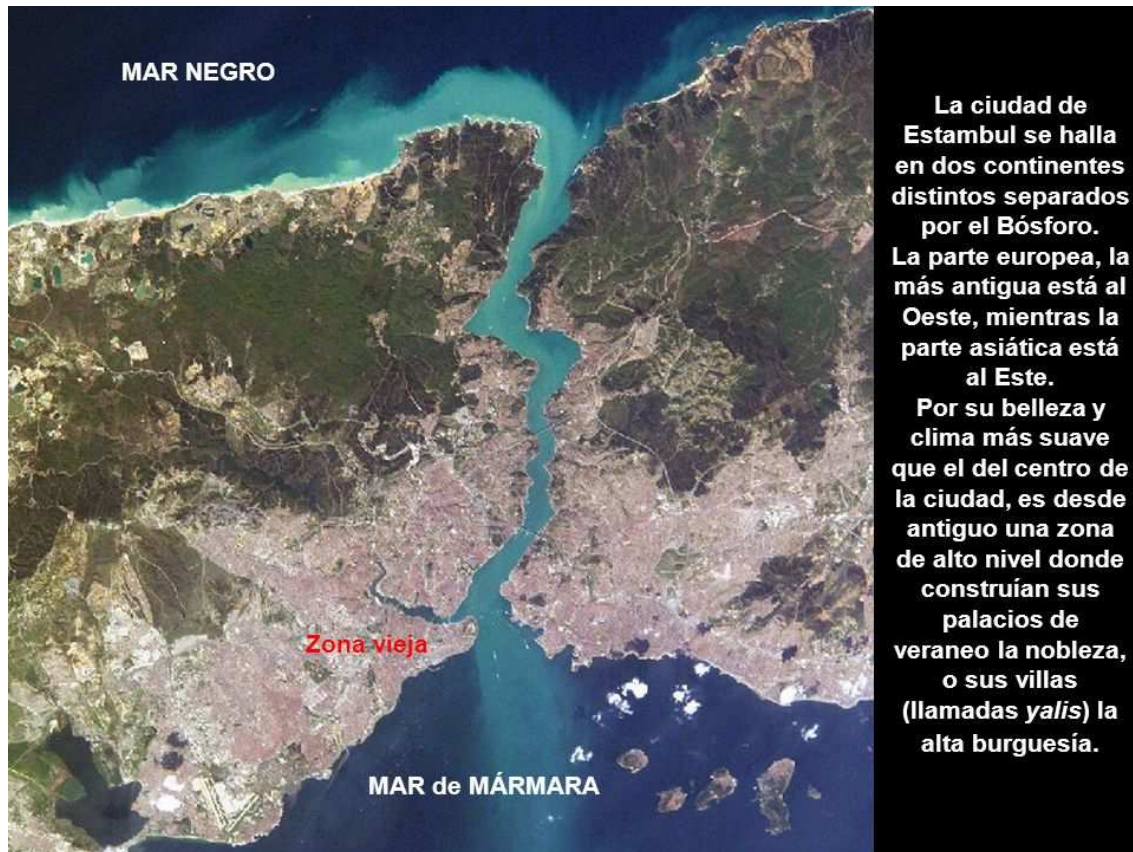 MAR NEGRO
Zona vieja
MAR de MÁRMARA
La ciudad de
Estambul se halla
en dos continentes
distintos separados
por el Bósforo.
La parte europea, la
más antigua está al
Oeste, mientras la
parte asiática está
al Este.
Por su belleza y
clima más suave
que el del centro de
la ciudad, es desde
antiguo una zona
de alto nivel donde
construían sus
palacios de
veraneo la nobleza,
o sus villas
(llamadas yalis) la
alta burguesía.